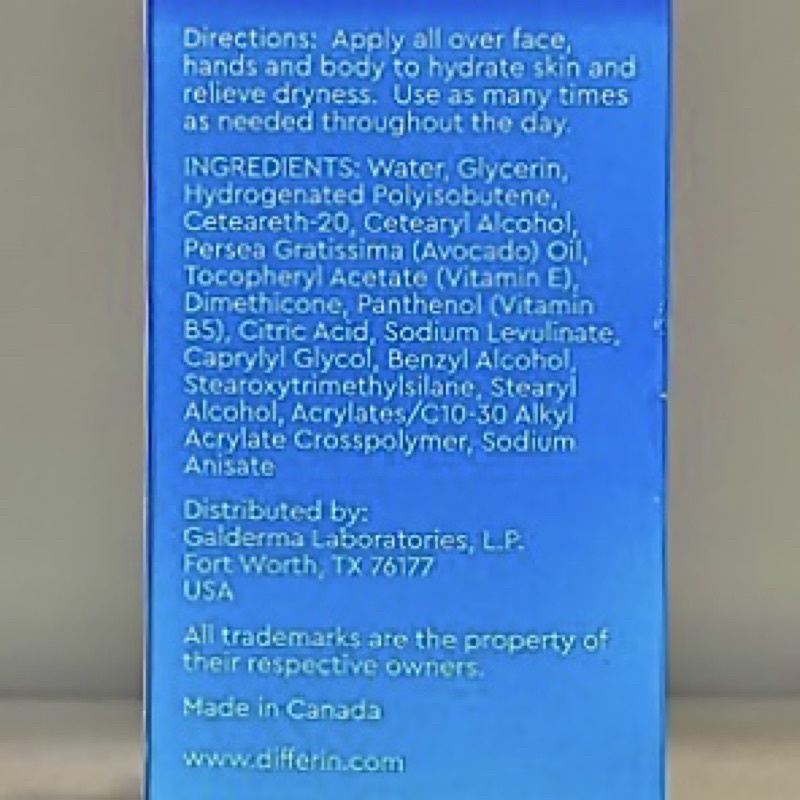 Directions: Apply all over face,
hands and body to hydrate skin and
relieve dryness. Use as many times
as needed throughout the day.
INGREDIENTS: Water, Glycerin,
Hydrogenated Polyisobutene,
Ceteareth-20, Cetearyl Alcohol,
Persea Gratissima (Avocado) Oil,
Tocopheryl Acetate (Vitamin E),
Dimethicone, Panthenol (Vitamin
B5), Citric Acid, Sodium Levulinate,
Caprylyl Glycol, Benzyl Alcohol,
Stearoxytrimethylsilane, Stearyl
Alcohol, Acrylates/C10-30 Alkyl
Acrylate Crosspolymer, Sodium
Anisate
Distributed by:
Galderma Laboratories, L.P.
Fort Worth, TX 76177
USA
All trademarks are the property of
their respective owners.
Made in Canada
www.differin.com